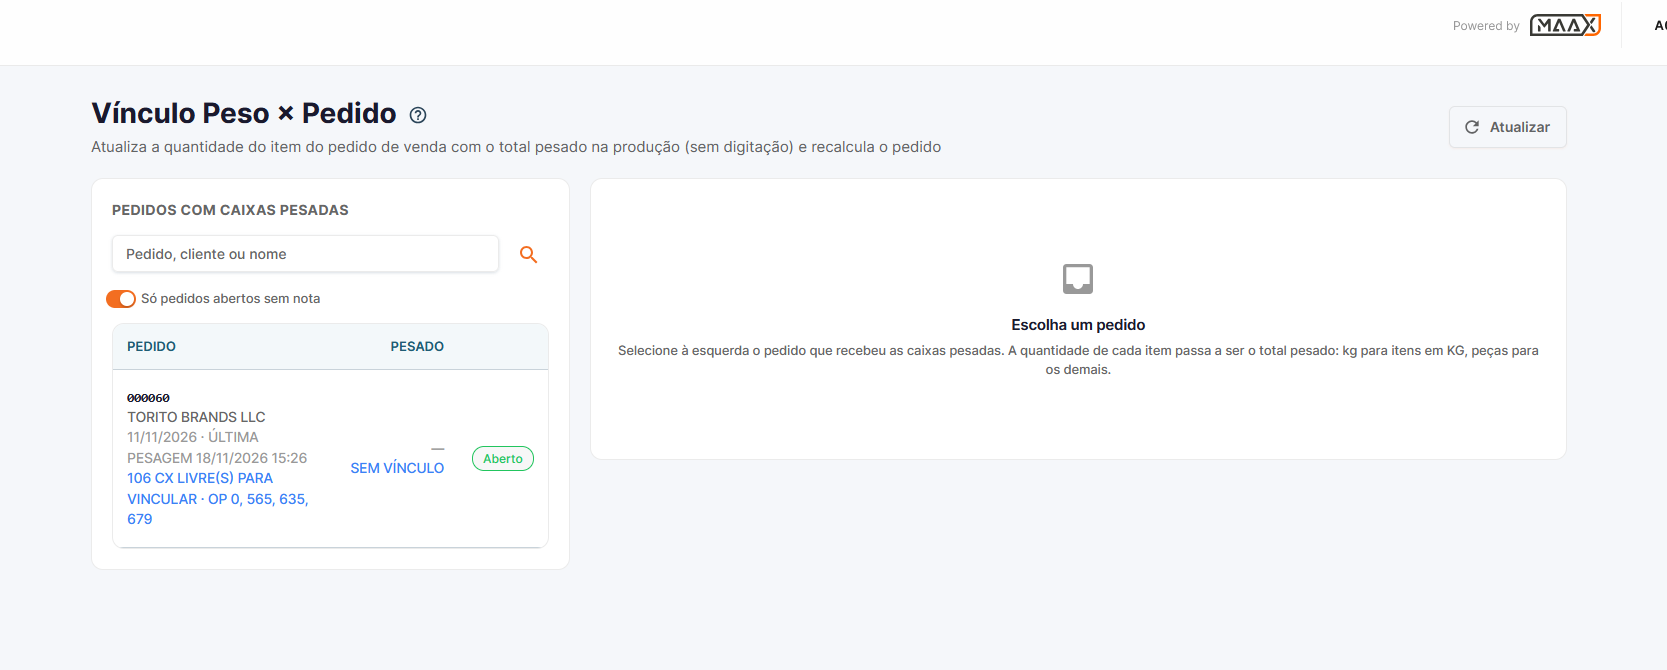 Powered by MAAX
Vínculo Peso × Pedido
Atualiza a quantidade do item do pedido de venda com o total pesado na produção (sem digitação) e recalcula o pedido
Atualizar
PEDIDOS COM CAIXAS PESADAS
Pedido, cliente ou nome
Só pedidos abertos sem nota
PEDIDO PESADO
000060
TORITO BRANDS LLC
11/11/2026 · ÚLTIMA
PESAGEM 18/11/2026 15:26
106 CX LIVRE(S) PARA
VINCULAR · OP 0, 565, 635,
679
—
SEM VÍNCULO
Aberto
Escolha um pedido
Selecione à esquerda o pedido que recebeu as caixas pesadas. A quantidade de cada item passa a ser o total pesado: kg para itens em KG, peças para
os demais.